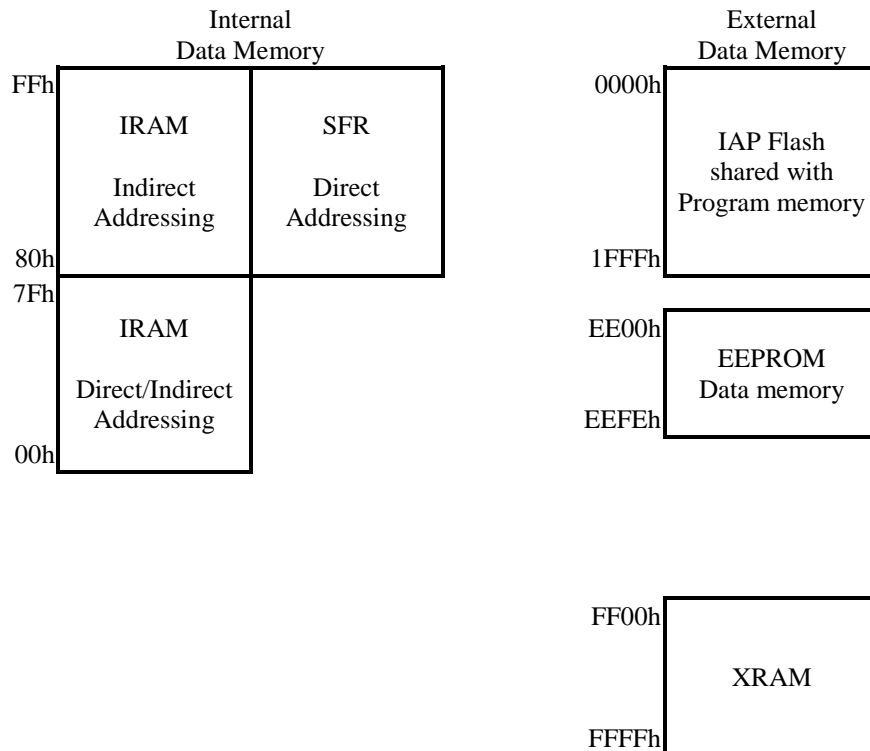 Internal
Data Memory
FFh
IRAM
Indirect
Addressing
80h
SFR
Direct
Addressing
7Fh
IRAM
Direct/Indirect
Addressing
00h
External
Data Memory
0000h
IAP Flash
shared with
Program memory
1FFFh
EE00h
EEPROM
Data memory
EEFEh
FF00h
XRAM
FFFFh